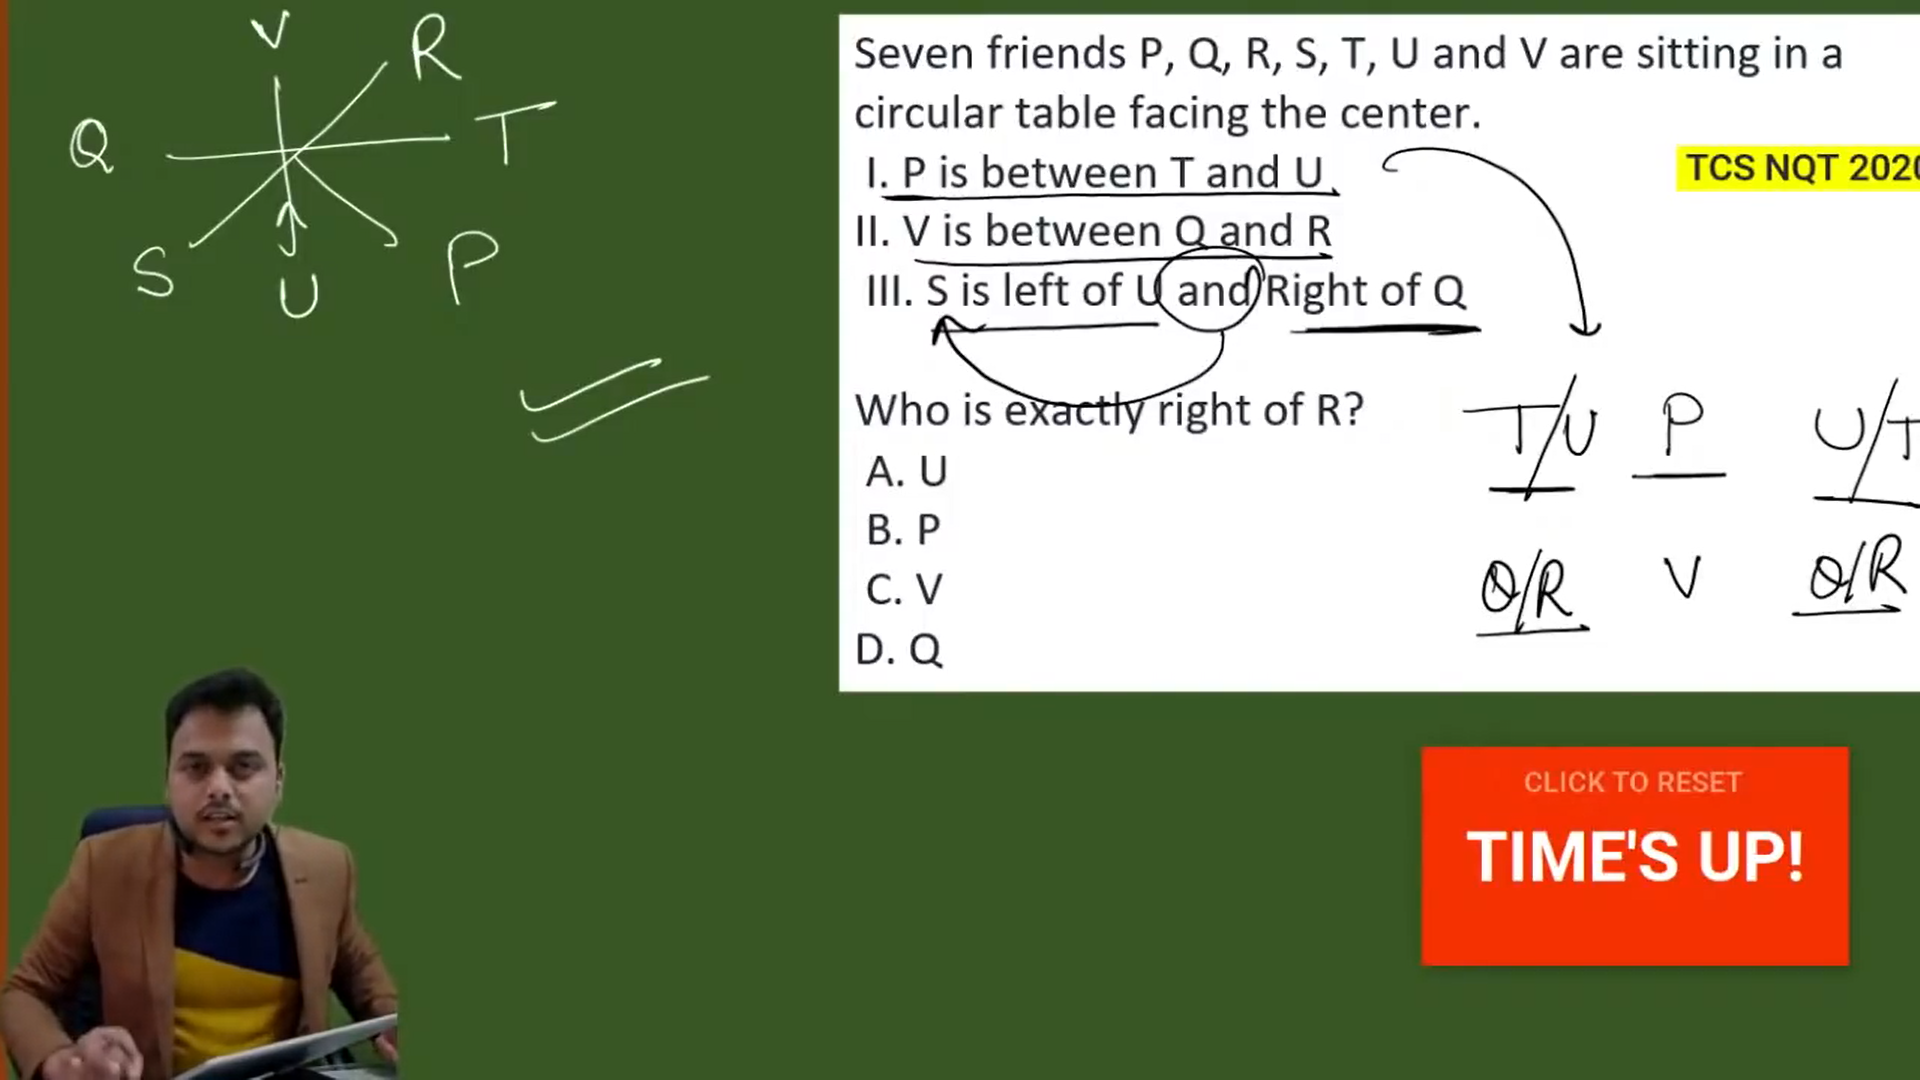 V
R
Q
T
S
U
P
Seven friends P, Q, R, S, T, U and V are sitting in a
circular table facing the center.
I. P is between T and U.
II. V is between Q and R
III. S is left of U and Right of Q
Who is exactly right of R?
A. U
B. P
C. V
D. Q
TCS NQT 2020
T/U P U/T
Q/R V Q/R
CLICK TO RESET
TIME'S UP!